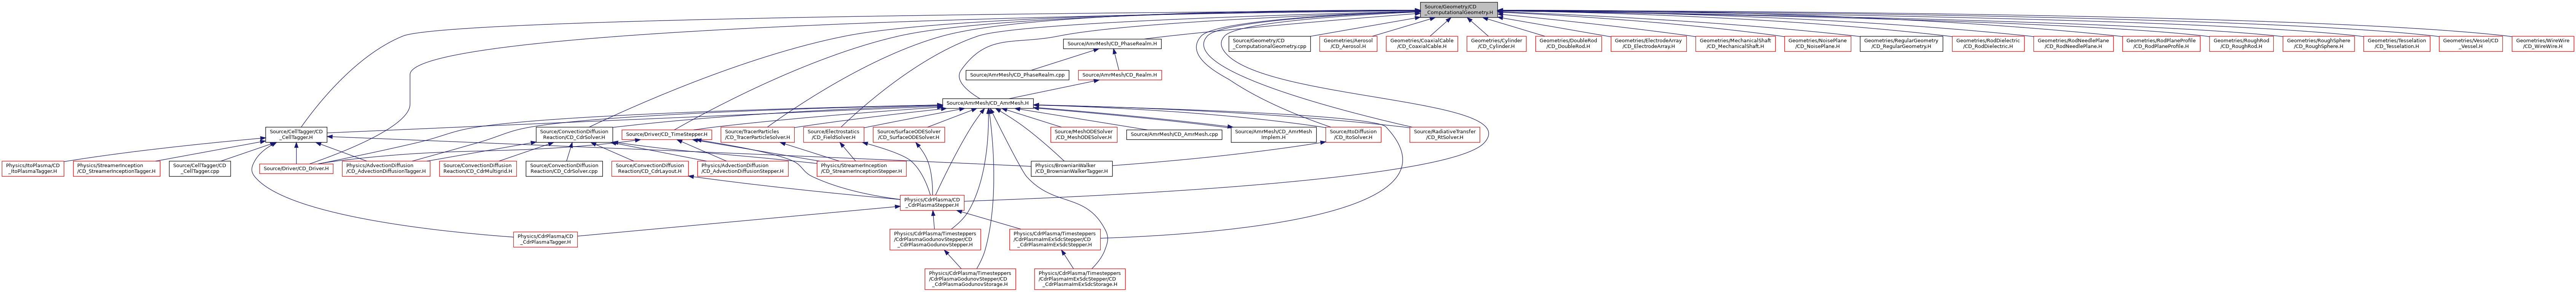 Source/Geometry/CD
_ComputationalGeometry.H
Source/AmrMesh/CD_PhaseRealm.H
Source/Geometry/CD
_ComputationalGeometry.cpp
Geometries/Aerosol
/CD_Aerosol.H
Geometries/CoaxialCable
/CD_CoaxialCable.H
Geometries/Cylinder
/CD_Cylinder.H
Geometries/DoubleRod
/CD_DoubleRod.H
Geometries/ElectrodeArray
/CD_ElectrodeArray.H
Geometries/MechanicalShaft
/CD_MechanicalShaft.H
Geometries/NoisePlane
/CD_NoisePlane.H
Geometries/RegularGeometry
/CD_RegularGeometry.H
Geometries/RodDielectric
/CD_RodDielectric.H
Geometries/RodNeedlePlane
/CD_RodNeedlePlane.H
Geometries/RodPlaneProfile
/CD_RodPlaneProfile.H
Geometries/RoughRod
/CD_RoughRod.H
Geometries/RoughSphere
/CD_RoughSphere.H
Geometries/Tesselation
/CD_Tesselation.H
Geometries/Vessel/CD
_Vessel.H
Geometries/WireWire
/CD_WireWire.H
Source/AmrMesh/CD_PhaseRealm.cpp
Source/AmrMesh/CD_Realm.H
Source/AmrMesh/CD_AmrMesh.H
Source/CellTagger/CD
_CellTagger.H
Source/ConvectionDiffusion
Reaction/CD_CdrSolver.H
Source/Driver/CD_TimeStepper.H
Source/TracerParticles
/CD_TracerParticleSolver.H
Source/Electrostatics
/CD_FieldSolver.H
Source/SurfaceODESolver
/CD_SurfaceODESolver.H
Source/MeshODESolver
/CD_MeshODESolver.H
Source/AmrMesh/CD_AmrMesh.cpp
Source/AmrMesh/CD_AmrMesh
Implem.H
Source/ItoDiffusion
/CD_ItoSolver.H
Source/RadiativeTransfer
/CD_RtSolver.H
Physics/ItoPlasma/CD
_ItoPlasmaTagger.H
Physics/StreamerInception
/CD_StreamerInceptionTagger.H
Source/CellTagger/CD
_CellTagger.cpp
Source/Driver/CD_Driver.H
Physics/AdvectionDiffusion
/CD_AdvectionDiffusionTagger.H
Source/ConvectionDiffusion
Reaction/CD_CdrMultigrid.H
Source/ConvectionDiffusion
Reaction/CD_CdrSolver.cpp
Source/ConvectionDiffusion
Reaction/CD_CdrLayout.H
Physics/AdvectionDiffusion
/CD_AdvectionDiffusionStepper.H
Physics/StreamerInception
/CD_StreamerInceptionStepper.H
Physics/BrownianWalker
/CD_BrownianWalkerTagger.H
Physics/CdrPlasma/CD
_CdrPlasmaStepper.H
Physics/CdrPlasma/CD
_CdrPlasmaTagger.H
Physics/CdrPlasma/Timesteppers
/CdrPlasmaGodunovStepper/CD
_CdrPlasmaGodunovStepper.H
Physics/CdrPlasma/Timesteppers
/CdrPlasmaImExSdcStepper/CD
_CdrPlasmaImExSdcStepper.H
Physics/CdrPlasma/Timesteppers
/CdrPlasmaGodunovStepper/CD
_CdrPlasmaGodunovStorage.H
Physics/CdrPlasma/Timesteppers
/CdrPlasmaImExSdcStepper/CD
_CdrPlasmaImExSdcStorage.H